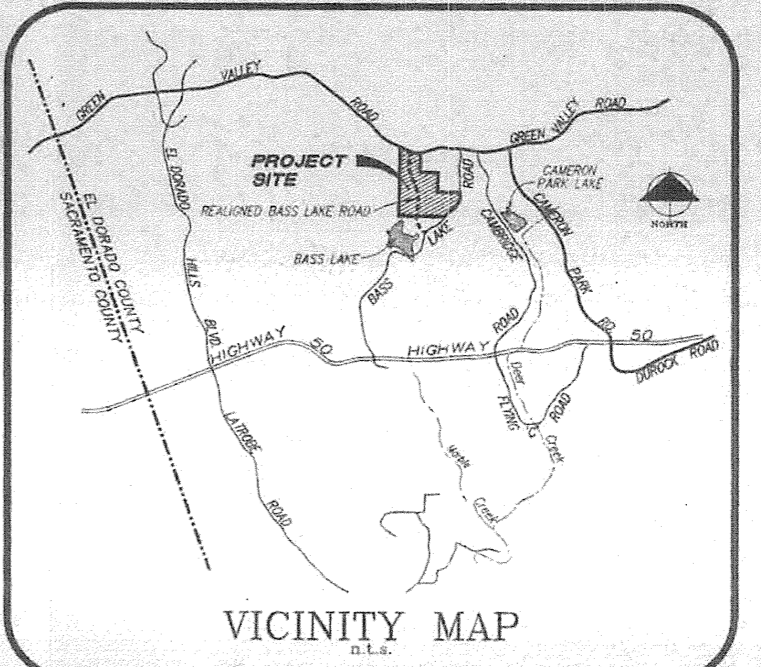 GREEN VALLEY ROAD
GREEN VALLEY ROAD
PROJECT
SITE
REALIGNED BASS LAKE ROAD
BASS LAKE
BASS LAKE ROAD
CAMERON
PARK LAKE
NORTH
EL DORADO COUNTY
SACRAMENTO COUNTY
EL DORADO HILLS BLVD.
CAMBRIDGE ROAD
CAMERON PARK RD.
HIGHWAY 50
HIGHWAY 50
DUROCK ROAD
LATROBE ROAD
FLYING C ROAD
Deer Creek
Marble Creek
VICINITY MAP
n.t.s.